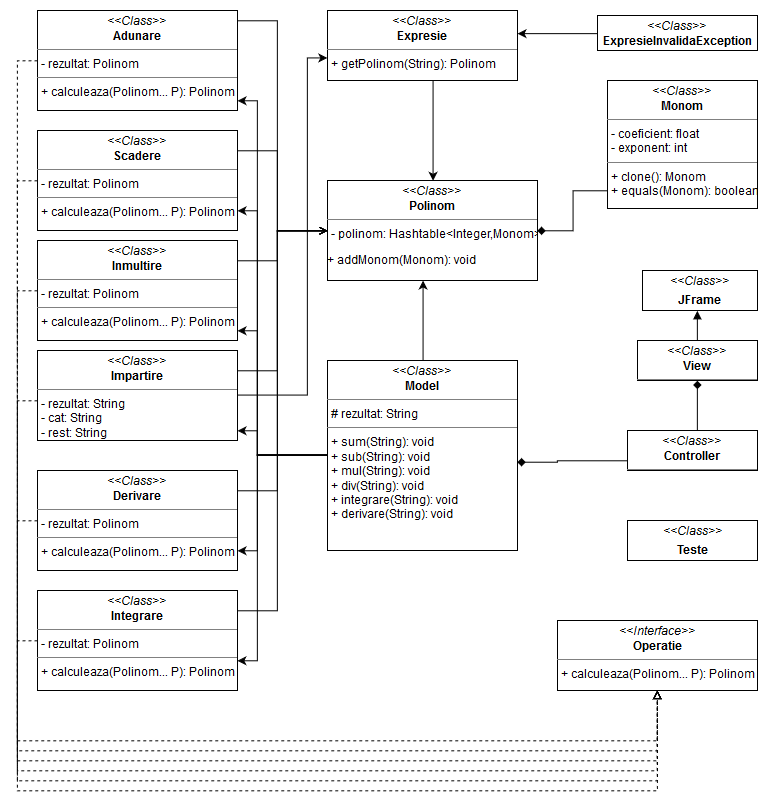 <<Class>>
Adunare
- rezultat: Polinom
+ calculeaza(Polinom... P): Polinom
<<Class>>
Scadere
- rezultat: Polinom
+ calculeaza(Polinom... P): Polinom
<<Class>>
Inmultire
- rezultat: Polinom
+ calculeaza(Polinom... P): Polinom
<<Class>>
Impartire
- rezultat: String
- cat: String
- rest: String
<<Class>>
Derivare
- rezultat: Polinom
+ calculeaza(Polinom... P): Polinom
<<Class>>
Integrare
- rezultat: Polinom
+ calculeaza(Polinom... P): Polinom
<<Class>>
Expresie
+ getPolinom(String): Polinom
<<Class>>
Polinom
- polinom: Hashtable<Integer,Monom>
+ addMonom(Monom): void
<<Class>>
Model
# rezultat: String
+ sum(String): void
+ sub(String): void
+ mul(String): void
+ div(String): void
+ integrare(String): void
+ derivare(String): void
<<Class>>
ExpresieInvalidaException
<<Class>>
Monom
- coeficient: float
- exponent: int
+ clone(): Monom
+ equals(Monom): boolean
<<Class>>
JFrame
<<Class>>
View
<<Class>>
Controller
<<Class>>
Teste
<<Interface>>
Operatie
+ calculeaza(Polinom... P): Polinom